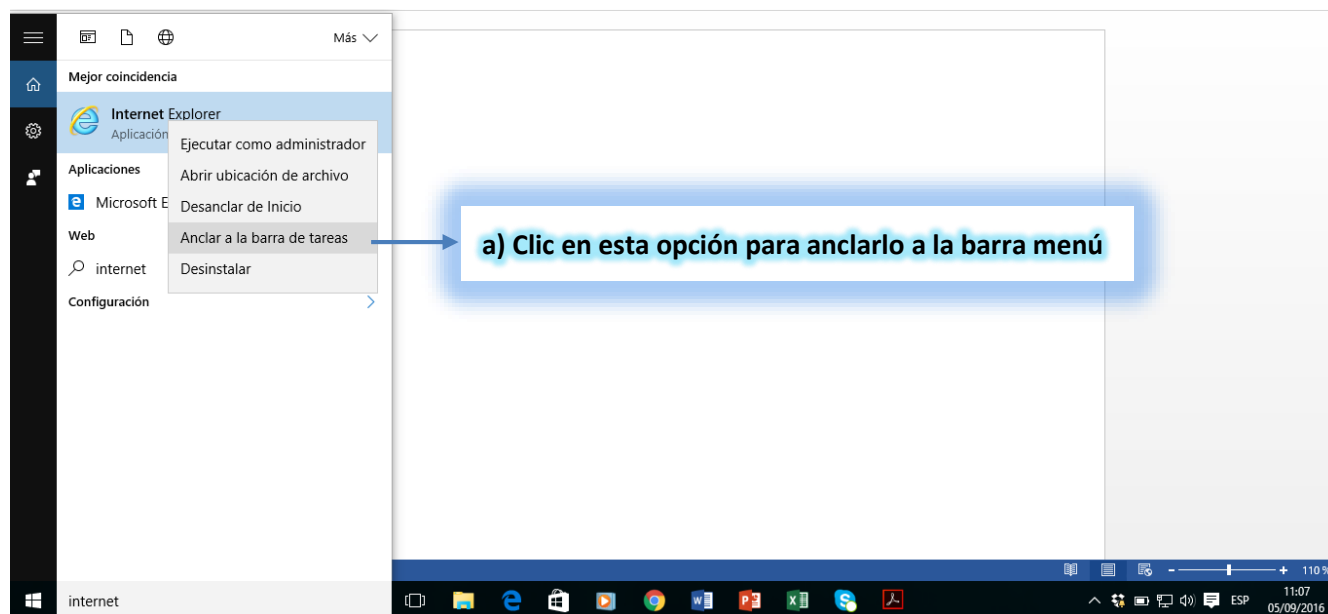 Más
Mejor coincidencia
Internet Explorer
Aplicación
Ejecutar como administrador
Aplicaciones
Abrir ubicación de archivo
Microsoft E
Desanclar de Inicio
Web
Anclar a la barra de tareas
a) Clic en esta opción para anclarlo a la barra menú
internet
Desinstalar
Configuración
110 %
internet
ESP
11:07
05/09/2016